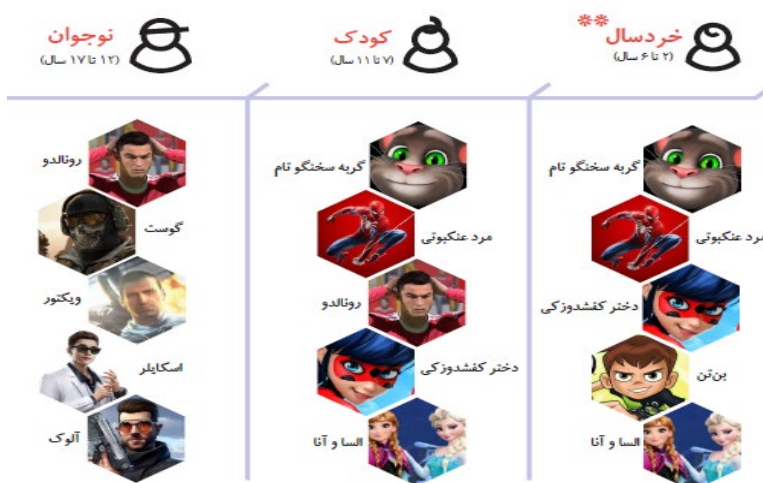 خردسال**
(۲ تا ۶ سال)
گربه سخنگو تام
مرد عنکبوتی
دختر کفشدوزکی
بن‌تن
السا و آنا
کودک
(۷ تا ۱۱ سال)
گربه سخنگو تام
مرد عنکبوتی
رونالدو
دختر کفشدوزکی
السا و آنا
نوجوان
(۱۲ تا ۱۷ سال)
رونالدو
گوست
ویکتور
اسکایلر
آلوک